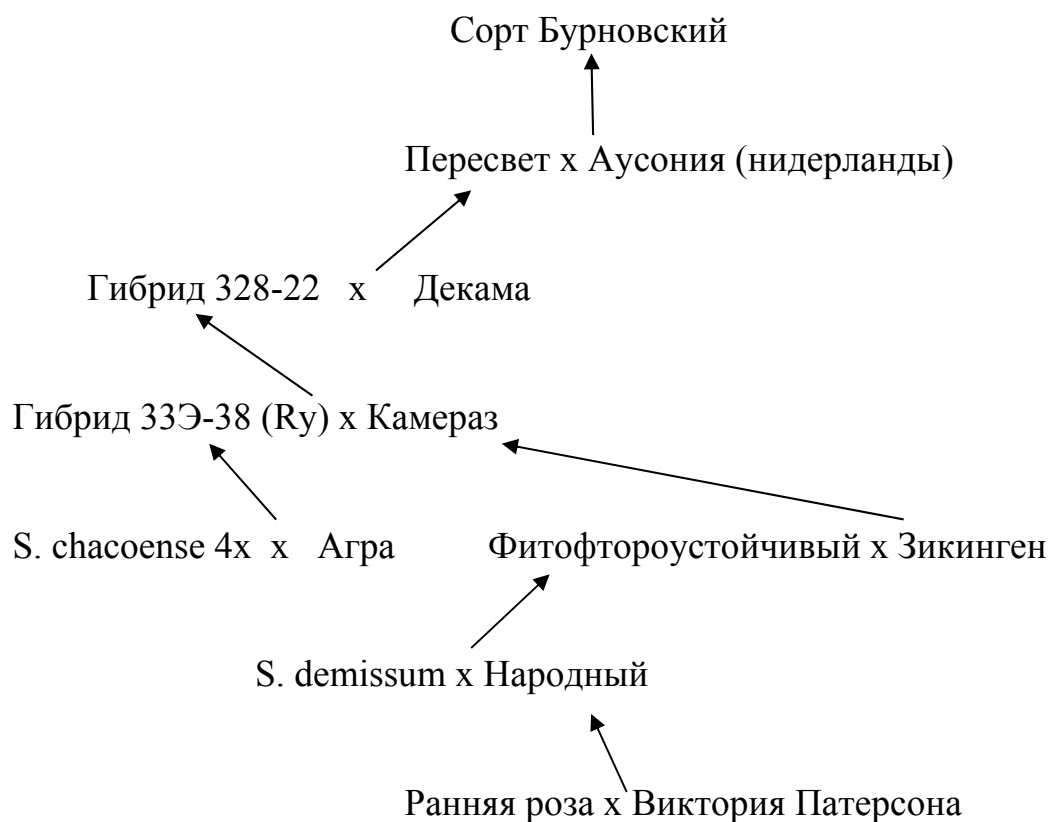 Сорт Бурновский
Пересвет х Аусония (нидерланды)
Гибрид 328-22 х Декама
Гибрид 33Э-38 (Ry) х Камераз
S. chacoense 4х х Агра Фитофтороустойчивый х Зикинген
S. demissum х Народный
Ранняя роза х Виктория Патерсона